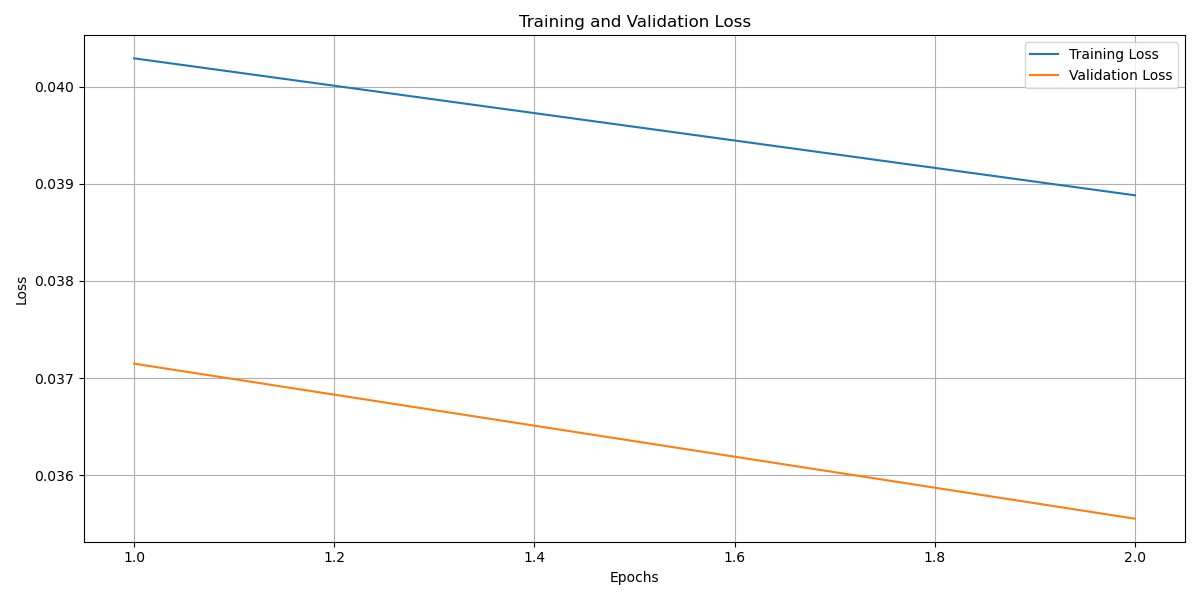 Training and Validation Loss
Training Loss
Validation Loss
0.040
0.039
0.038
0.037
0.036
Loss
1.0 1.2 1.4 1.6 1.8 2.0
Epochs